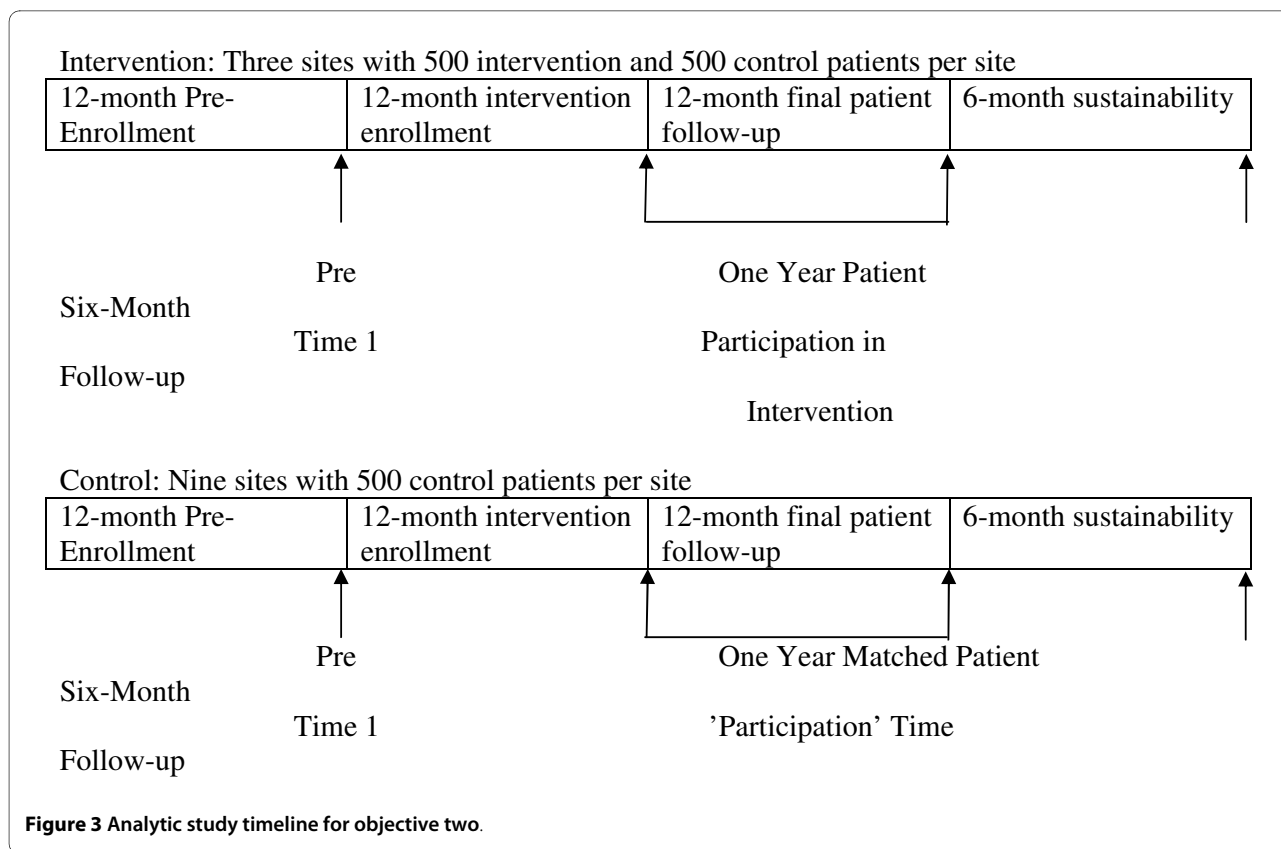 Intervention: Three sites with 500 intervention and 500 control patients per site
12-month Pre-
Enrollment
12-month intervention
enrollment
12-month final patient
follow-up
6-month sustainability
Pre
One Year Patient
Six-Month
Time 1
Participation in
Follow-up
Intervention
Control: Nine sites with 500 control patients per site
12-month Pre-
Enrollment
12-month intervention
enrollment
12-month final patient
follow-up
6-month sustainability
Pre
One Year Matched Patient
Six-Month
Time 1
'Participation' Time
Follow-up
Figure 3 Analytic study timeline for objective two.